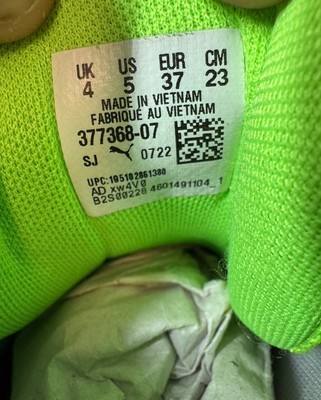 UK US EUR CM
4 5 37 23
MADE IN VIETNAM
FABRIQUÉ AU VIETNAM
377368-07
SJ 0722
UPC:195102861380
AD xw4V0
B2S00228 4601491104_1